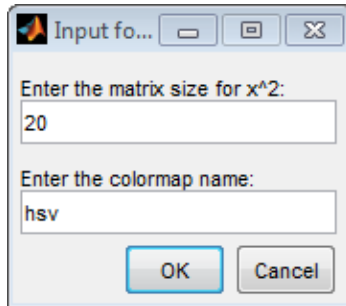 Input fo...
Enter the matrix size for x^2:
20
Enter the colormap name:
hsv
OK Cancel